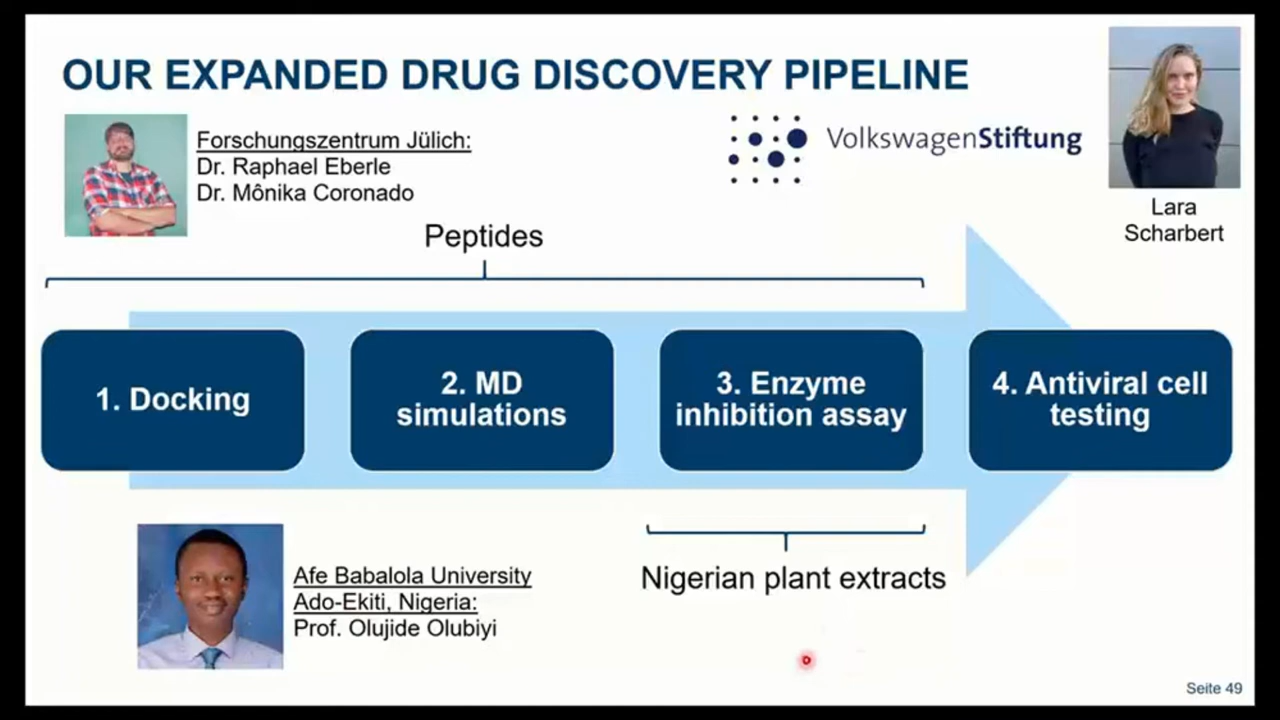 OUR EXPANDED DRUG DISCOVERY PIPELINE
Forschungszentrum Jülich:
Dr. Raphael Eberle
Dr. Mônika Coronado
VolkswagenStiftung
Lara
Scharbert
Peptides
1. Docking
2. MD
simulations
3. Enzyme
inhibition assay
4. Antiviral cell
testing
Afe Babalola University
Ado-Ekiti, Nigeria:
Prof. Olujide Olubiyi
Nigerian plant extracts
Seite 49